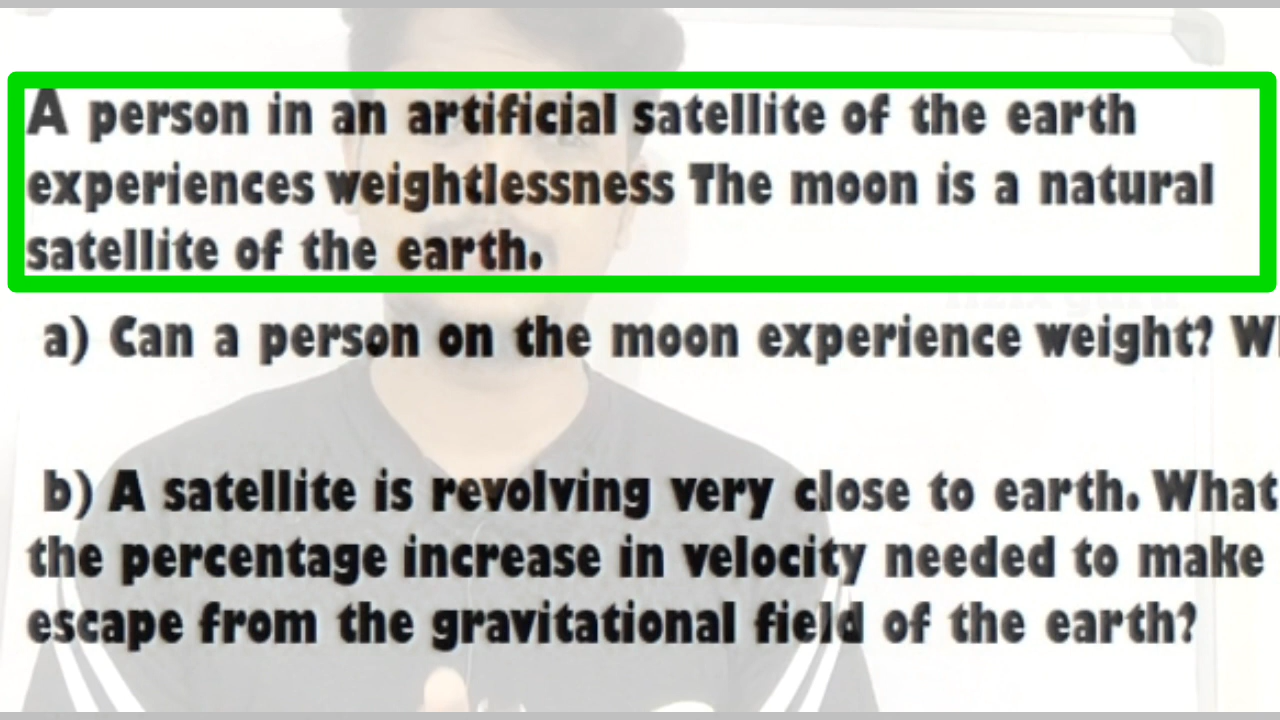 A person in an artificial satellite of the earth
experiences weightlessness The moon is a natural
satellite of the earth.
a) Can a person on the moon experience weight?
b) A satellite is revolving very close to earth. What
the percentage increase in velocity needed to make
escape from the gravitational field of the earth?